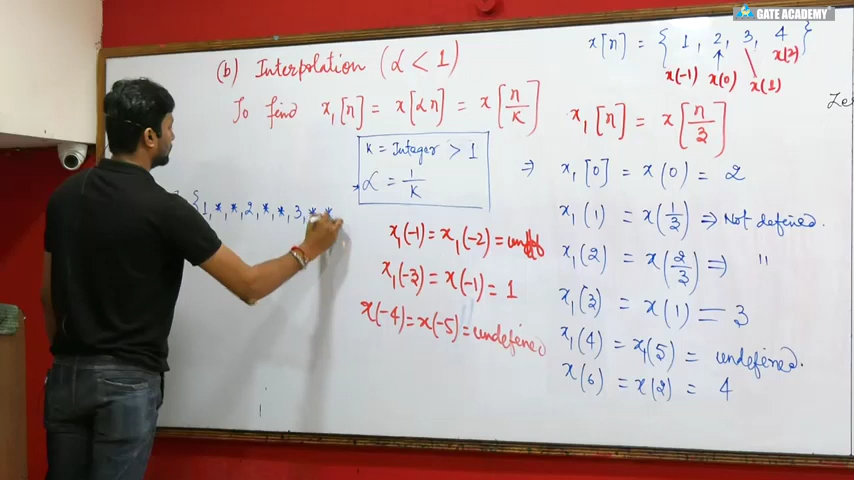 GATE ACADEMY
(b) Interpolation (α < 1)
To find x₁[n] = x[αn] = x[n/K]
K = Integer > 1
α = 1/K
{1, *, *, 2, *, *, 3, * *
x₁(-1) = x₁(-2) = undef
x₁(-3) = x(-1) = 1
x(-4) = x(-5) = undefined
x[n] = { 1, 2, 3, 4 }
x(-1) x(0) x(1) x(2)
x₁[n] = x[n/3]
⇒ x₁[0] = x(0) = 2
x₁(1) = x(1/3) ⇒ Not defined.
x₁(2) = x(2/3) ⇒ "
x₁(3) = x(1) = 3
x₁(4) = x₁(5) = undefined.
x(6) = x(2) = 4